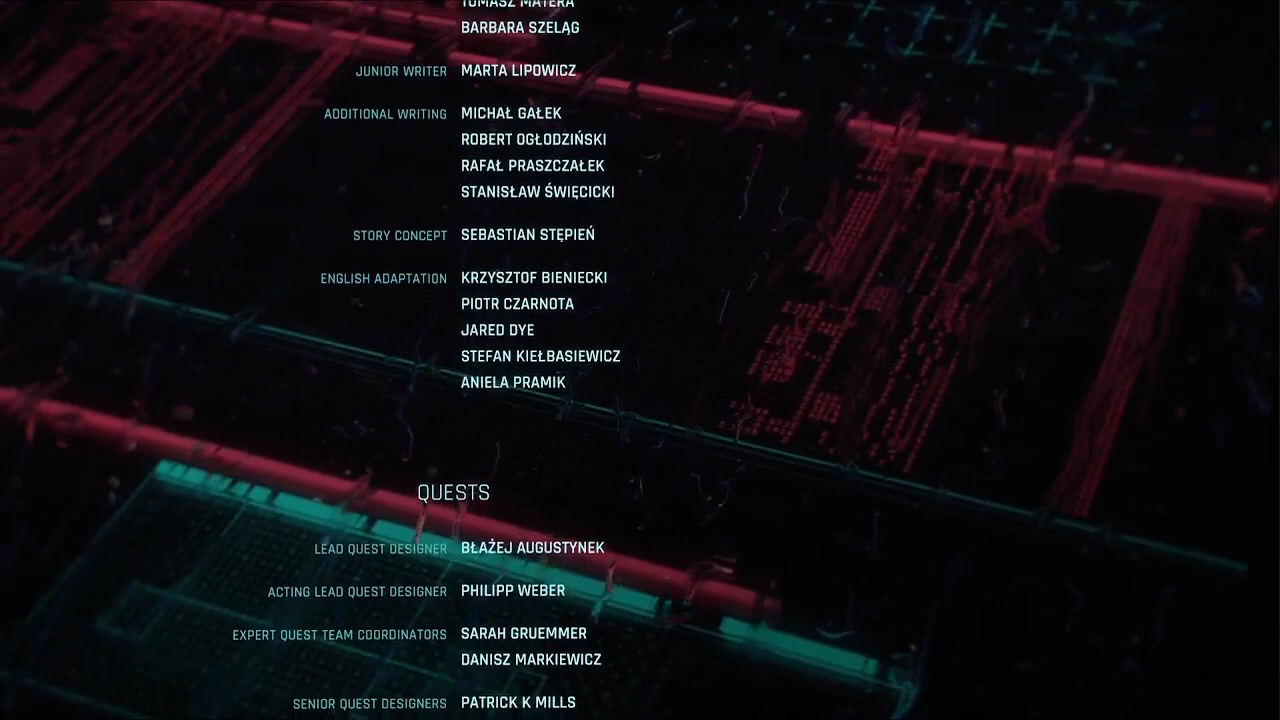 TOMASZ MATERA
BARBARA SZELĄG
JUNIOR WRITER MARTA LIPOWICZ
ADDITIONAL WRITING MICHAŁ GAŁEK
ROBERT OGŁODZIŃSKI
RAFAŁ PRASZCZAŁEK
STANISŁAW ŚWIĘCICKI
STORY CONCEPT SEBASTIAN STĘPIEŃ
ENGLISH ADAPTATION KRZYSZTOF BIENIECKI
PIOTR CZARNOTA
JARED DYE
STEFAN KIEŁBASIEWICZ
ANIELA PRAMIK
QUESTS
LEAD QUEST DESIGNER BŁAŻEJ AUGUSTYNEK
ACTING LEAD QUEST DESIGNER PHILIPP WEBER
EXPERT QUEST TEAM COORDINATORS SARAH GRUEMMER
DANISZ MARKIEWICZ
SENIOR QUEST DESIGNERS PATRICK K MILLS